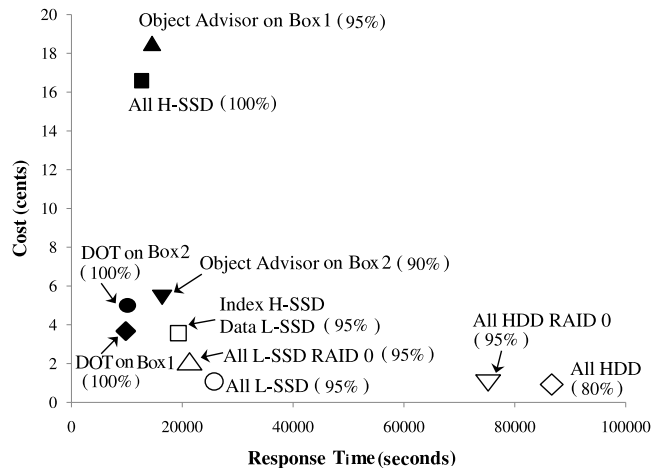 20
18
16
14
12
10
8
6
4
2
0
Cost (cents)
Object Advisor on Box1 (95%)
All H-SSD (100%)
DOT on Box2
(100%)
Object Advisor on Box2 (90%)
Index H-SSD
Data L-SSD (95%)
DOT on Box1
(100%)
All L-SSD RAID 0 (95%)
All L-SSD (95%)
All HDD RAID 0
(95%)
All HDD
(80%)
0 20000 40000 60000 80000 100000
Response Time (seconds)